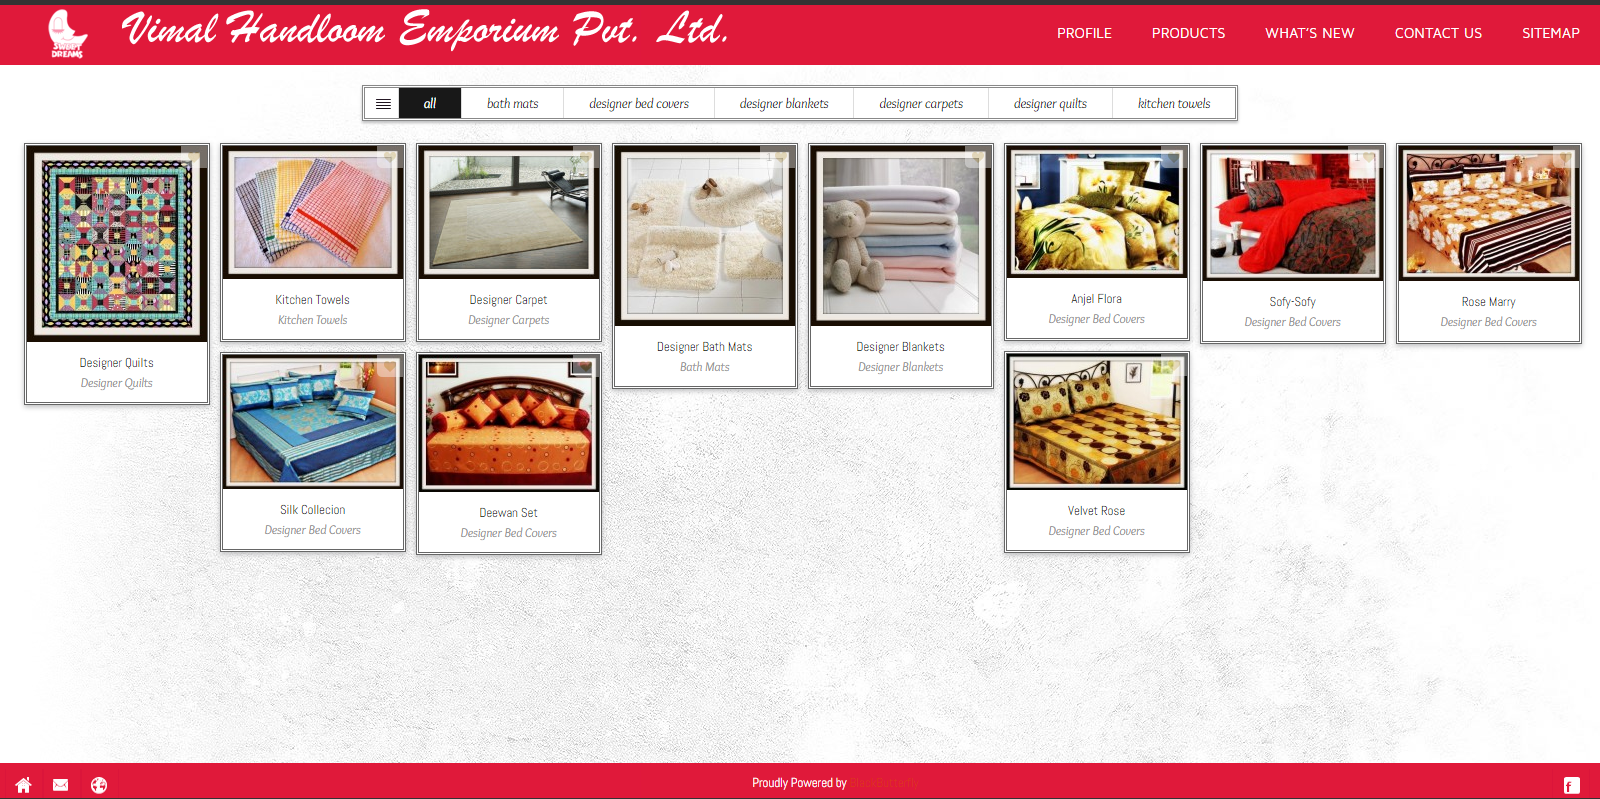 SWEET
DREAMS
Vimal Handloom Emporium Pvt. Ltd.
PROFILE PRODUCTS WHAT'S NEW CONTACT US SITEMAP
all bath mats designer bed covers designer blankets designer carpets designer quilts kitchen towels
Designer Quilts
Designer Quilts
Kitchen Towels
Kitchen Towels
Designer Carpet
Designer Carpets
Designer Bath Mats
Bath Mats
Designer Blankets
Designer Blankets
Anjel Flora
Designer Bed Covers
Sofy-Sofy
Designer Bed Covers
Rose Marry
Designer Bed Covers
Silk Collecion
Designer Bed Covers
Deewan Set
Designer Bed Covers
Velvet Rose
Designer Bed Covers
Proudly Powered by BlackButterfly